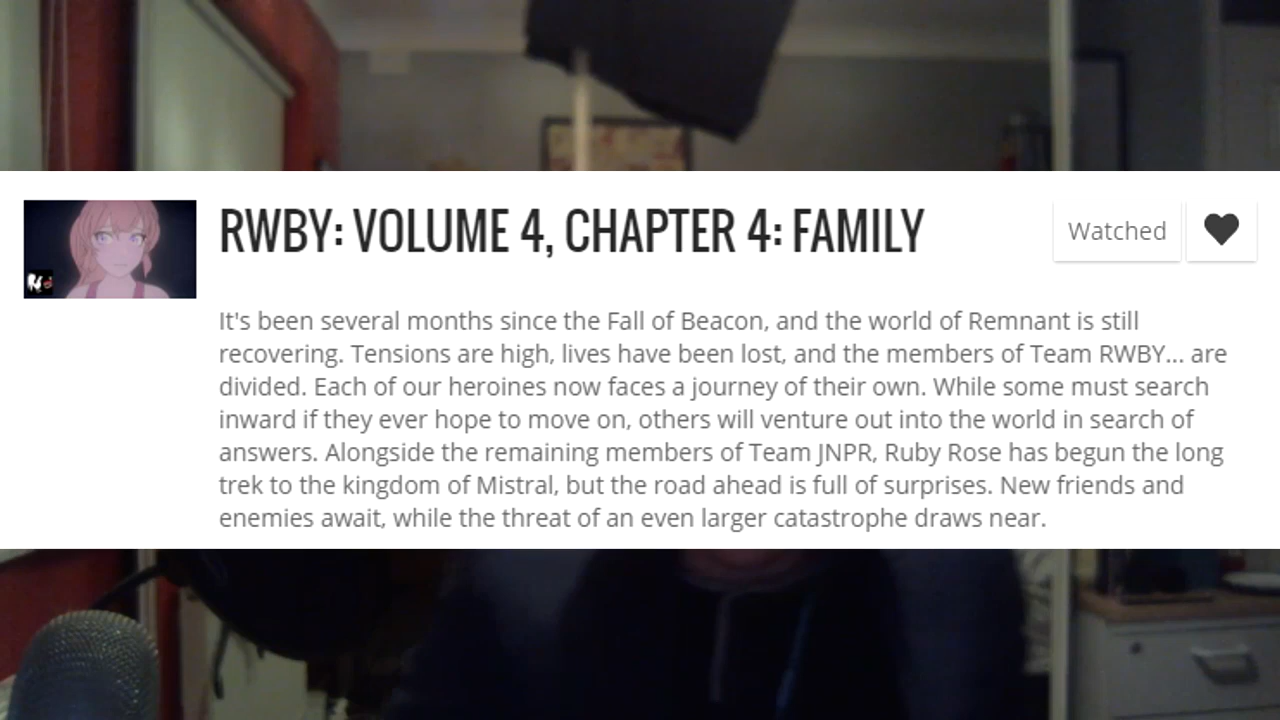 RWBY: VOLUME 4, CHAPTER 4: FAMILY
Watched
It's been several months since the Fall of Beacon, and the world of Remnant is still
recovering. Tensions are high, lives have been lost, and the members of Team RWBY... are
divided. Each of our heroines now faces a journey of their own. While some must search
inward if they ever hope to move on, others will venture out into the world in search of
answers. Alongside the remaining members of Team JNPR, Ruby Rose has begun the long
trek to the kingdom of Mistral, but the road ahead is full of surprises. New friends and
enemies await, while the threat of an even larger catastrophe draws near.